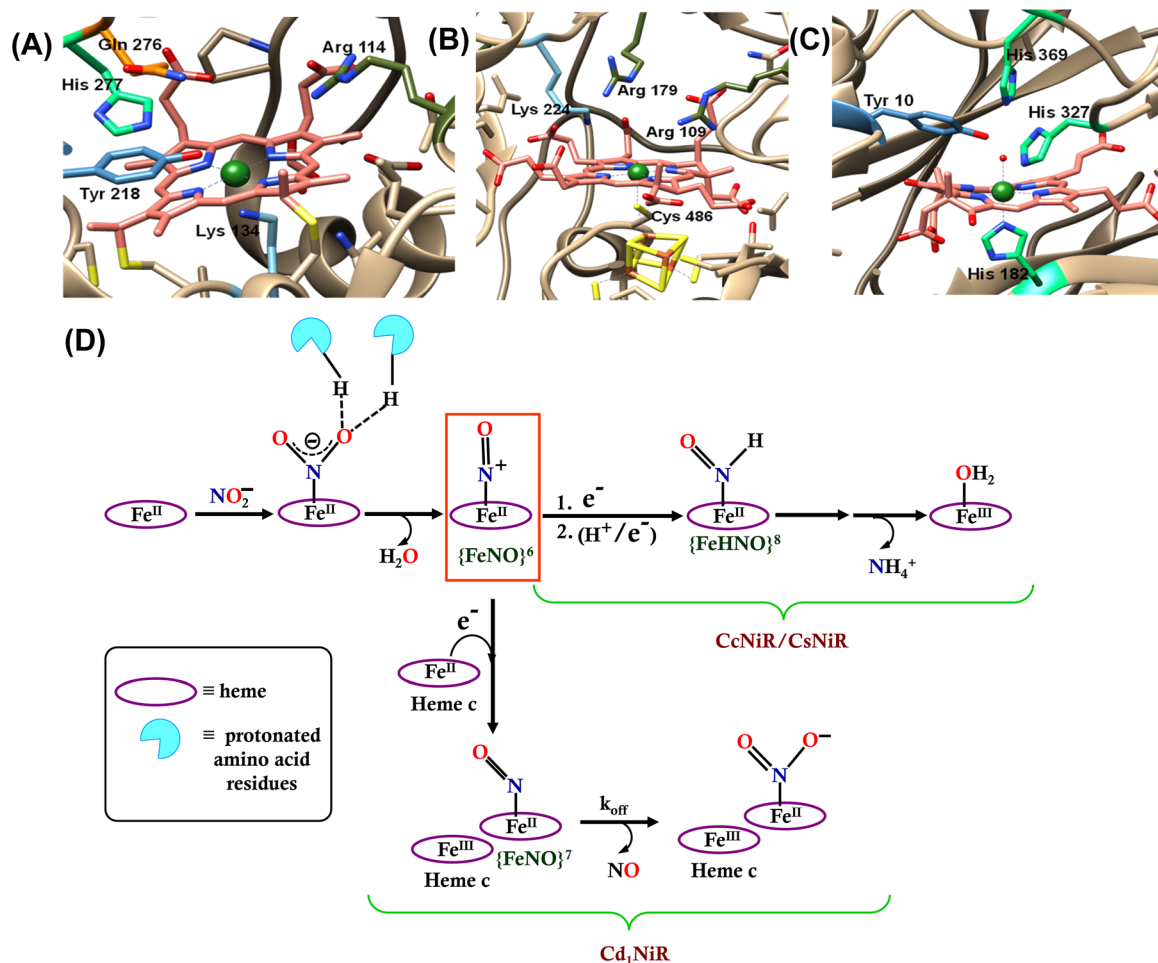 (A)
Gln 276
Arg 114
His 277
Tyr 218
Lys 134
(B)
Lys 224
Arg 179
Arg 109
Cys 486
(C)
His 369
Tyr 10
His 327
His 182
(D)
H
H
O ⊖ O
N
Fe^II
NO₂⁻
Fe^II
H₂O
O
N⁺
Fe^II
{FeNO}⁶
1. e⁻
2. (H⁺/e⁻)
O H
N
Fe^II
{FeHNO}⁸
NH₄⁺
OH₂
Fe^III
CcNiR/CsNiR
e⁻
Fe^II
Heme c
≡ heme
≡ protonated
amino acid
residues
O
N
Fe^II
Fe^III
{FeNO}⁷
Heme c
k_off
NO
O O⁻
N
Fe^II
Fe^III
Heme c
Cd₁NiR